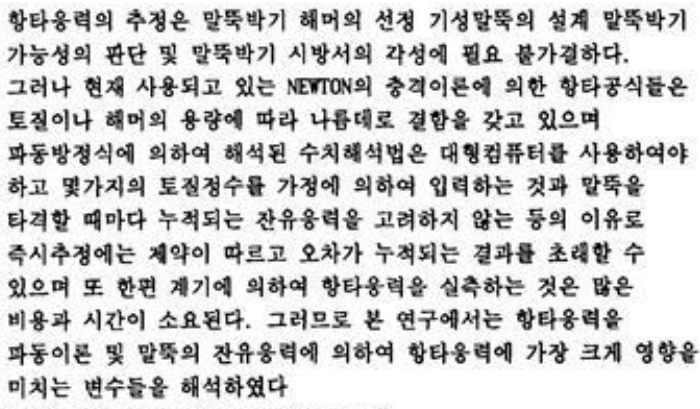 항타응력의 추정은 말뚝박기 해머의 선정 기성말뚝의 설계 말뚝박기
가능성의 판단 및 말뚝박기 시방서의 각성에 필요 불가결하다.
그러나 현재 사용되고 있는 NEWTON의 충격이론에 의한 항타공식들은
토질이나 해머의 용량에 따라 나름데로 결함을 갖고 있으며
파동방정식에 의하여 해석된 수치해석법은 대형컴퓨터를 사용하여야
하고 몇가지의 토질정수를 가정에 의하여 입력하는 것과 말뚝을
타격할 때마다 누적되는 잔유응력을 고려하지 않는 등의 이유로
즉시추정에는 제약이 따르고 오차가 누적되는 결과를 초래할 수
있으며 또 한편 계기에 의하여 항타응력을 실측하는 것은 많은
비용과 시간이 소요된다. 그러므로 본 연구에서는 항타응력을
파동이론 및 말뚝의 잔유응력에 의하여 항타응력에 가장 크게 영향을
미치는 변수들을 해석하였다